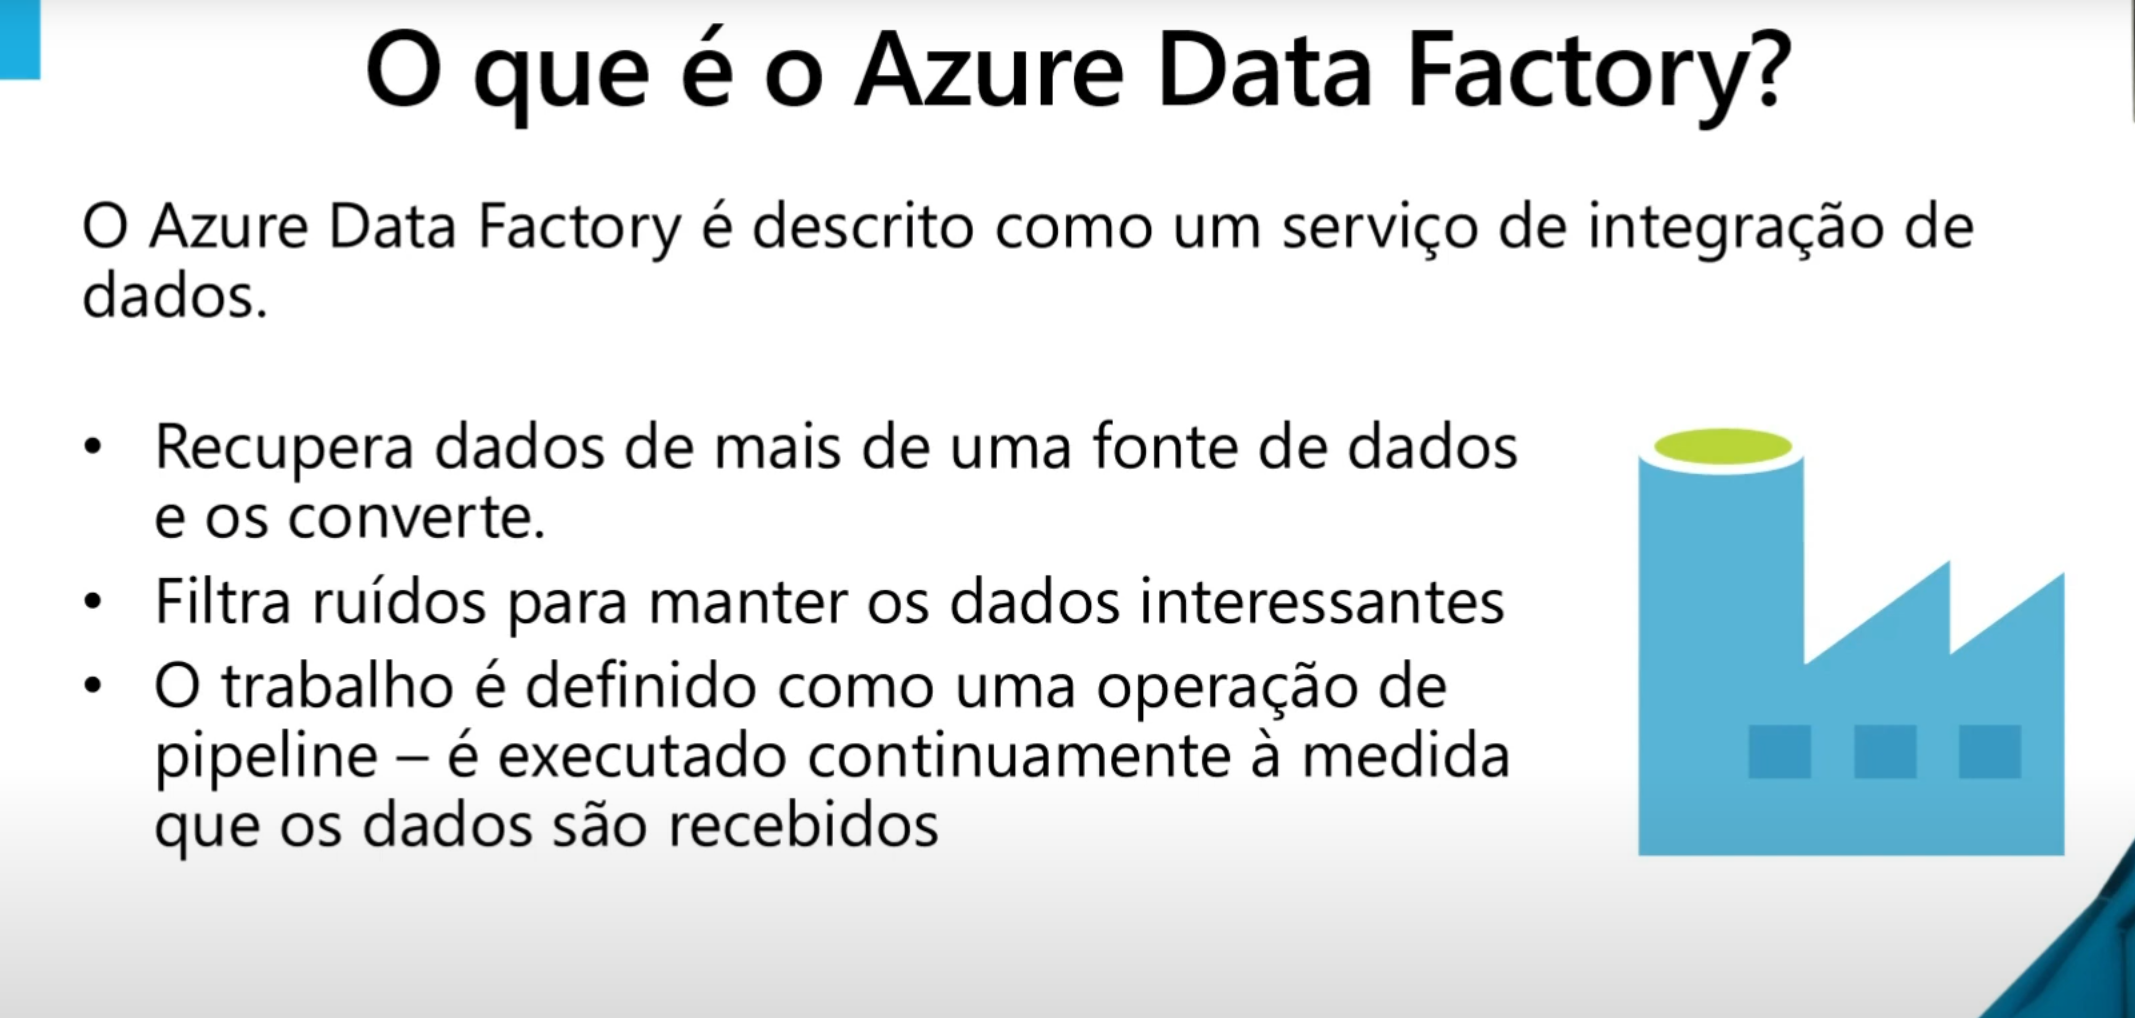 O que é o Azure Data Factory?
O Azure Data Factory é descrito como um serviço de integração de
dados.
• Recupera dados de mais de uma fonte de dados
e os converte.
• Filtra ruídos para manter os dados interessantes
• O trabalho é definido como uma operação de
pipeline – é executado continuamente à medida
que os dados são recebidos